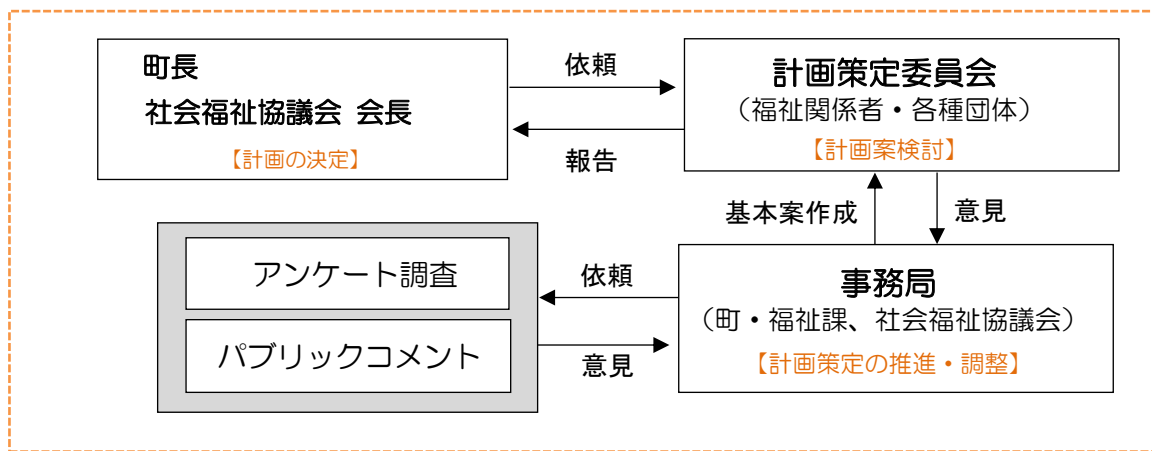 町長
社会福祉協議会 会長
【計画の決定】
依頼
報告
計画策定委員会
（福祉関係者・各種団体）
【計画案検討】
基本案作成
意見
アンケート調査
パブリックコメント
依頼
意見
事務局
（町・福祉課、社会福祉協議会）
【計画策定の推進・調整】